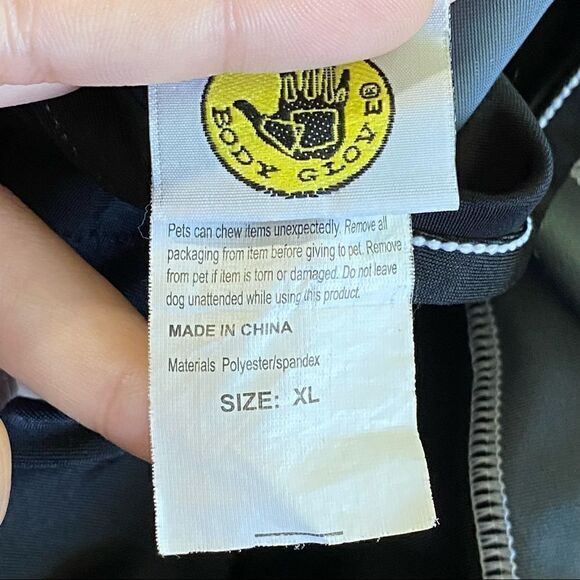 BODY GLOVE®
Pets can chew items unexpectedly. Remove all
packaging from item before giving to pet. Remove
from pet if item is torn or damaged. Do not leave
dog unattended while using this product.
MADE IN CHINA
Materials Polyester/spandex
SIZE: XL